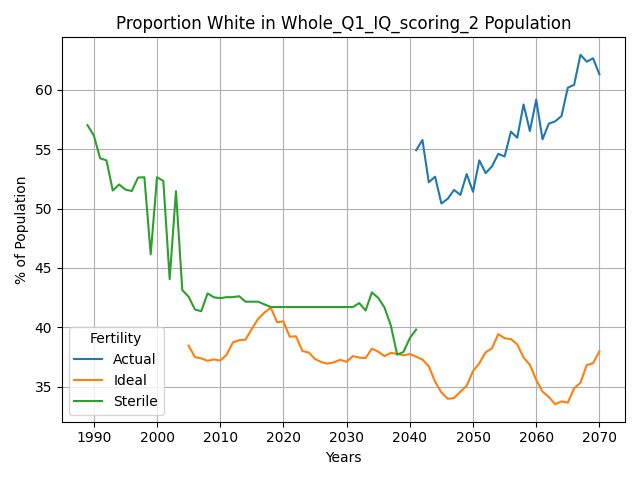 Proportion White in Whole_Q1_IQ_scoring_2 Population
% of Population
60
55
50
45
40
35
Fertility
Actual
Ideal
Sterile
1990 2000 2010 2020 2030 2040 2050 2060 2070
Years